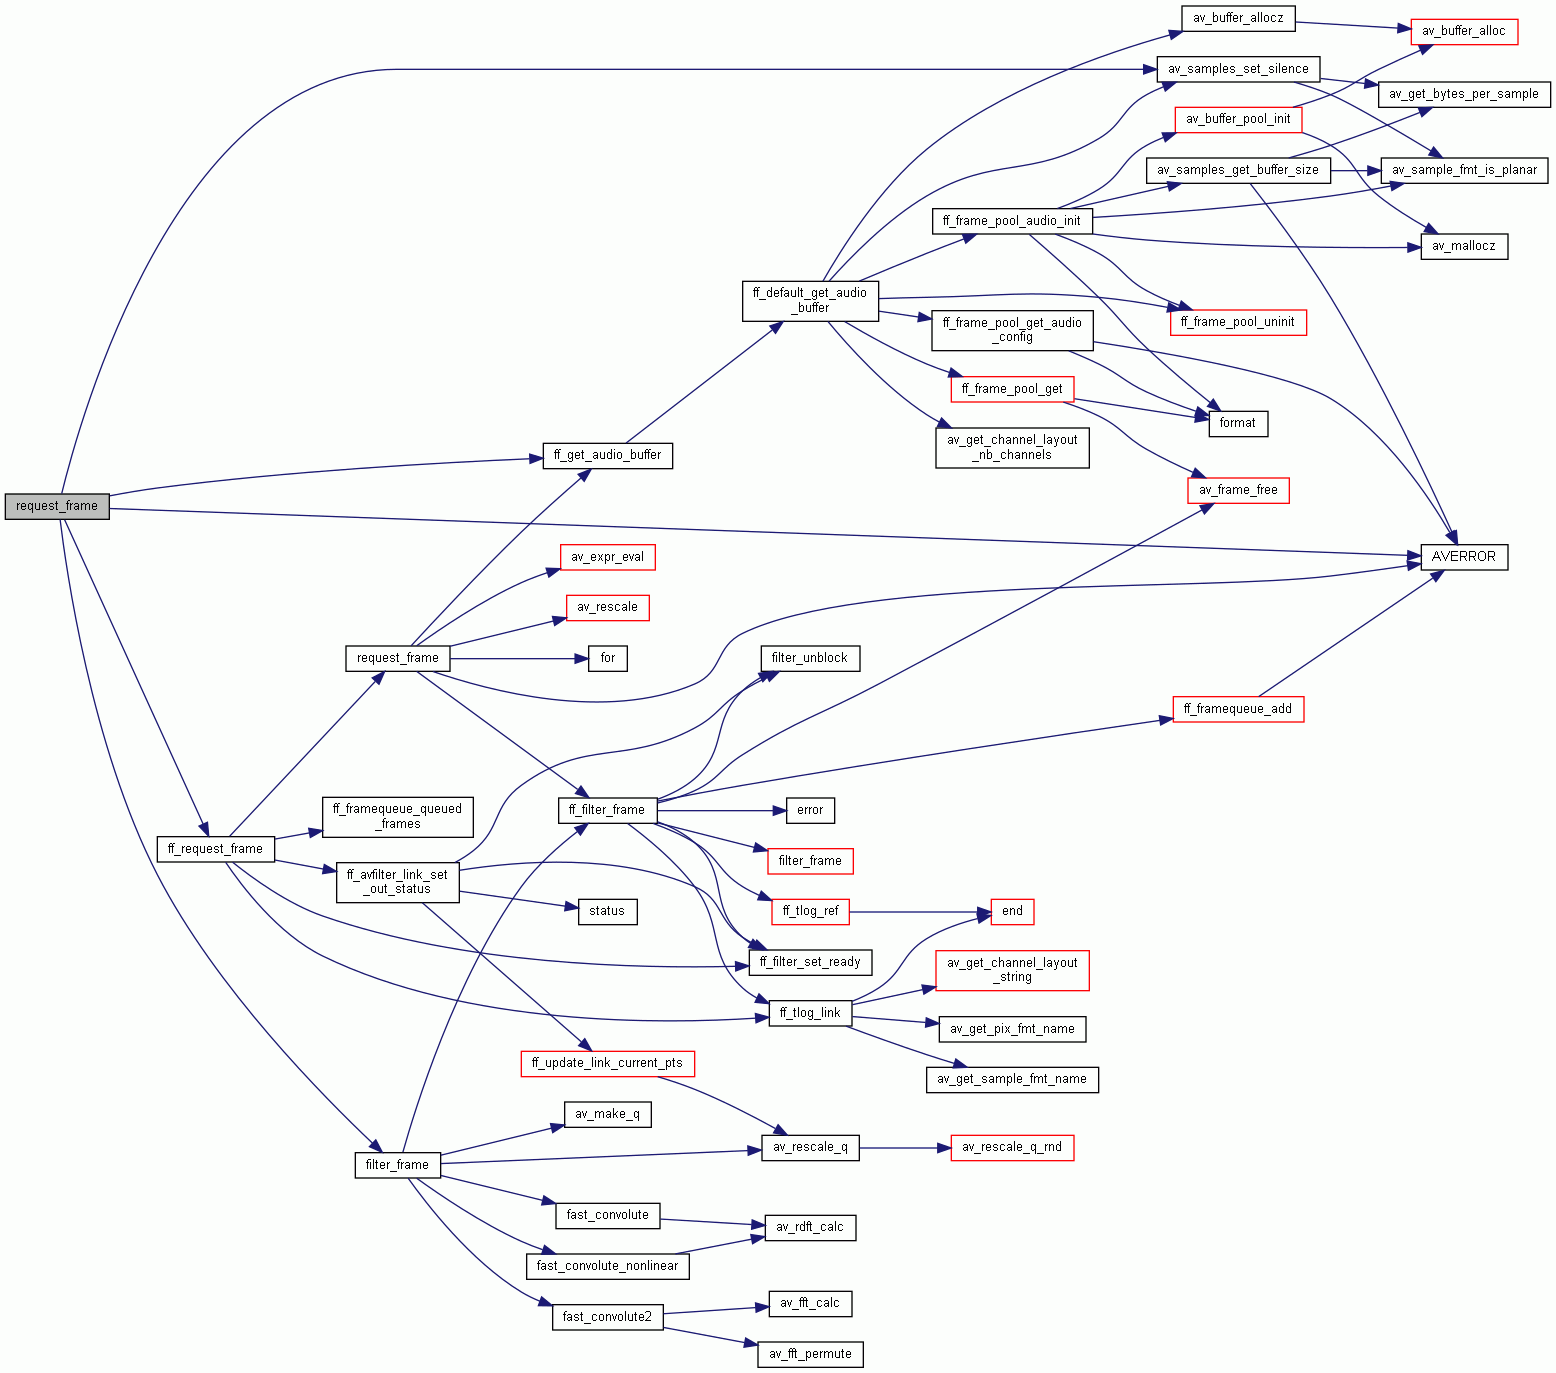 av_buffer_allocz
av_buffer_alloc
av_samples_set_silence
av_get_bytes_per_sample
av_buffer_pool_init
av_samples_get_buffer_size
av_sample_fmt_is_planar
ff_frame_pool_audio_init
av_mallocz
ff_default_get_audio
_buffer
ff_frame_pool_get_audio
_config
ff_frame_pool_uninit
ff_frame_pool_get
format
av_get_channel_layout
_nb_channels
ff_get_audio_buffer
av_frame_free
request_frame
av_expr_eval
AVERROR
av_rescale
request_frame
for
filter_unblock
ff_framequeue_add
ff_framequeue_queued
_frames
ff_filter_frame
error
ff_request_frame
filter_frame
ff_avfilter_link_set
_out_status
status
ff_tlog_ref
end
ff_filter_set_ready
av_get_channel_layout
_string
ff_tlog_link
av_get_pix_fmt_name
ff_update_link_current_pts
av_get_sample_fmt_name
av_make_q
av_rescale_q
av_rescale_q_rnd
filter_frame
fast_convolute
av_rdft_calc
fast_convolute_nonlinear
av_fft_calc
fast_convolute2
av_fft_permute